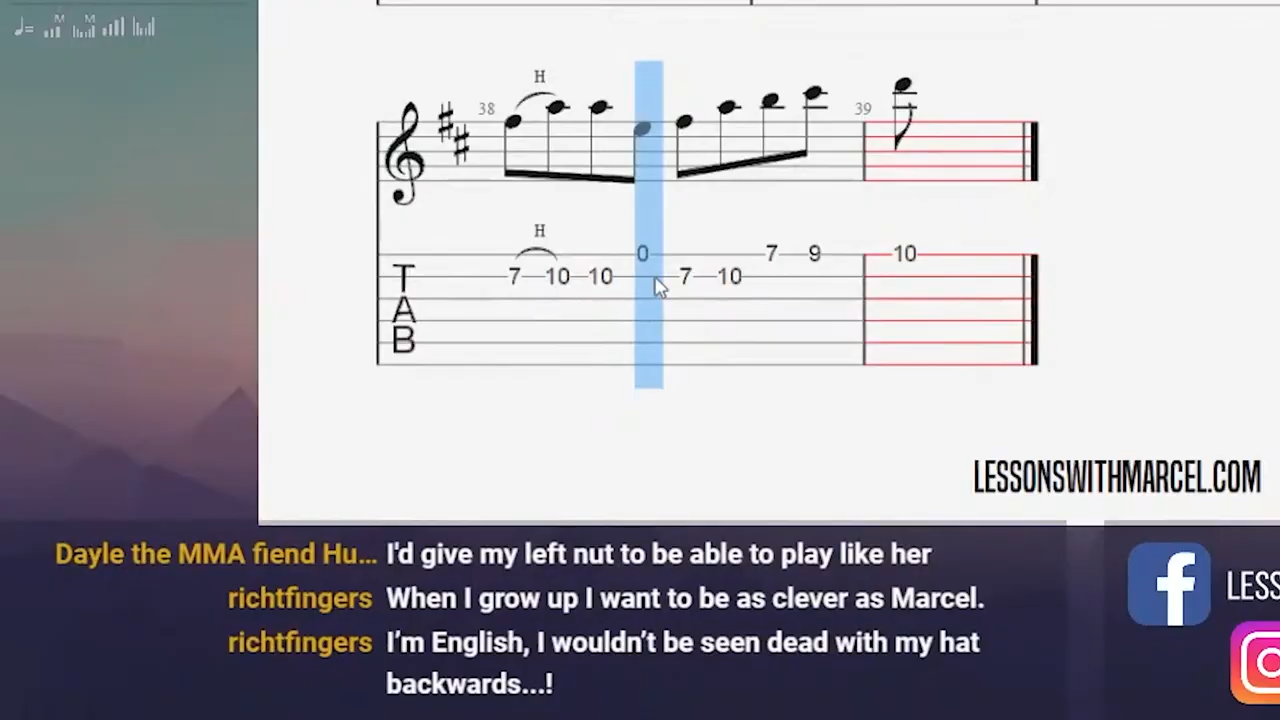 M M
H
38 39
H
0 7 9 10
7 10 10 7 10
T
A
B
LESSONSWITHMARCEL.COM
Dayle the MMA fiend Hu... I'd give my left nut to be able to play like her
richtfingers When I grow up I want to be as clever as Marcel.
richtfingers I’m English, I wouldn’t be seen dead with my hat
backwards...!
LESS